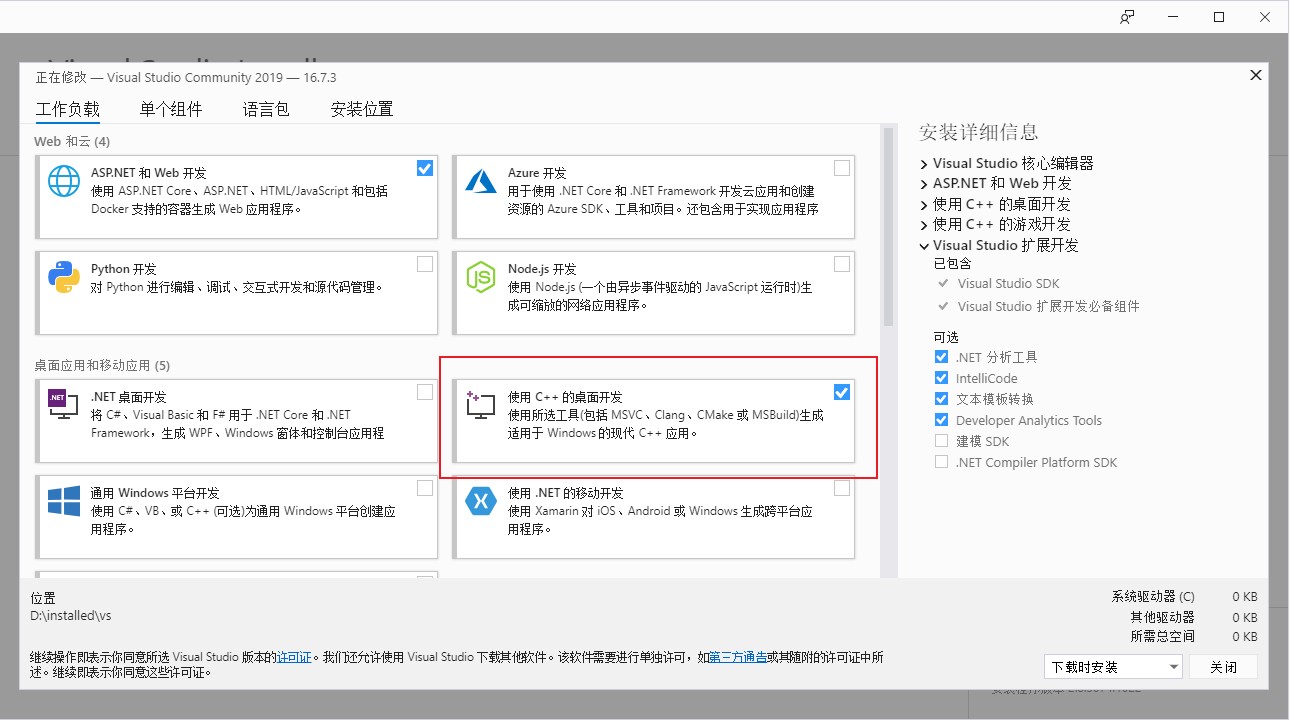 正在修改 — Visual Studio Community 2019 — 16.7.3
工作负载
单个组件
语言包
安装位置
Web 和云 (4)
ASP.NET 和 Web 开发
使用 ASP.NET Core、ASP.NET、HTML/JavaScript 和包括
Docker 支持的容器生成 Web 应用程序。
Azure 开发
用于使用 .NET Core 和 .NET Framework 开发云应用和创建
资源的 Azure SDK、工具和项目。还包含用于实现应用程序
Python 开发
对 Python 进行编辑、调试、交互式开发和源代码管理。
Node.js 开发
使用 Node.js (一个由异步事件驱动的 JavaScript 运行时)生
成可缩放的网络应用程序。
桌面应用和移动应用 (5)
.NET
.NET 桌面开发
将 C#、Visual Basic 和 F# 用于 .NET Core 和 .NET
Framework，生成 WPF、Windows 窗体和控制台应用程
使用 C++ 的桌面开发
使用所选工具(包括 MSVC、Clang、CMake 或 MSBuild)生成
适用于 Windows 的现代 C++ 应用。
通用 Windows 平台开发
使用 C#、VB、或 C++ (可选)为通用 Windows 平台创建应
用程序。
使用 .NET 的移动开发
使用 Xamarin 对 iOS、Android 或 Windows 生成跨平台应
用程序。
安装详细信息
Visual Studio 核心编辑器
ASP.NET 和 Web 开发
使用 C++ 的桌面开发
使用 C++ 的游戏开发
Visual Studio 扩展开发
已包含
Visual Studio SDK
Visual Studio 扩展开发必备组件
可选
.NET 分析工具
IntelliCode
文本模板转换
Developer Analytics Tools
建模 SDK
.NET Compiler Platform SDK
位置
D:\installed\vs
系统驱动器 (C) 0 KB
其他驱动器 0 KB
所需总空间 0 KB
继续操作即表示你同意所选 Visual Studio 版本的许可证。我们还允许使用 Visual Studio 下载其他软件。该软件需要进行单独许可，如第三方通告或其随附的许可证中所
述。继续即表示你同意这些许可证。
下载时安装
关闭